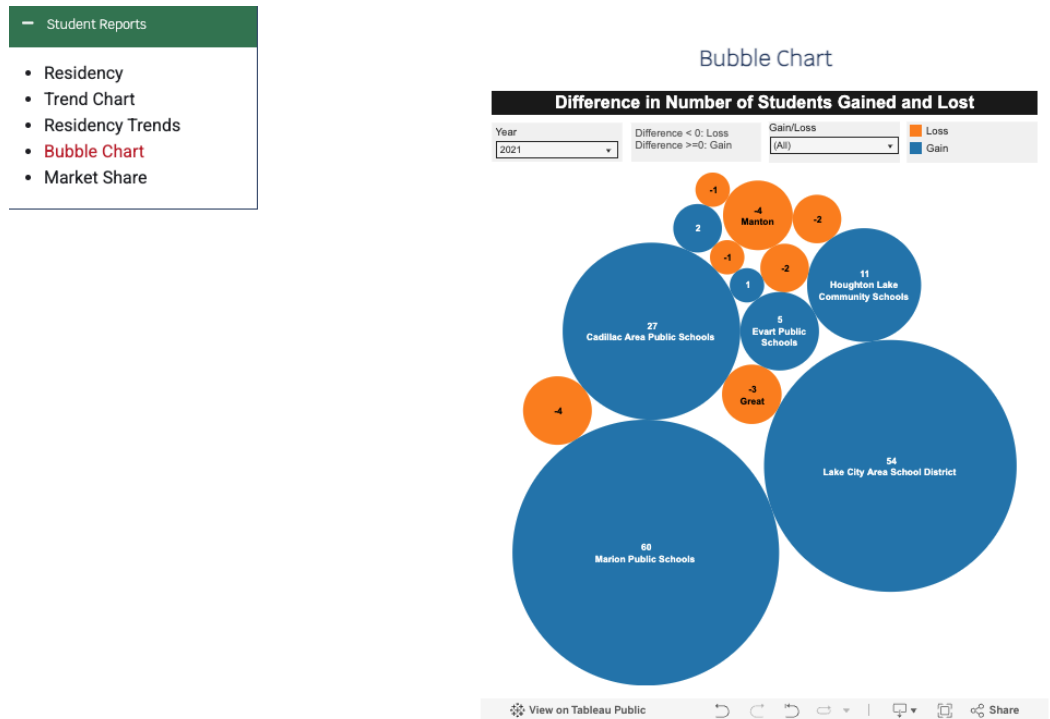 Student Reports
Residency
Trend Chart
Residency Trends
Bubble Chart
Market Share
Bubble Chart
Difference in Number of Students Gained and Lost
Year
2021
Difference < 0: Loss
Difference >=0: Gain
Gain/Loss
(All)
Loss
Gain
-1
-4
Manton
-2
2
-1
-2
1
11
Houghton Lake
Community Schools
27
Cadillac Area Public Schools
5
Evart Public
Schools
-3
Great
-4
54
Lake City Area School District
60
Marion Public Schools
View on Tableau Public
Share